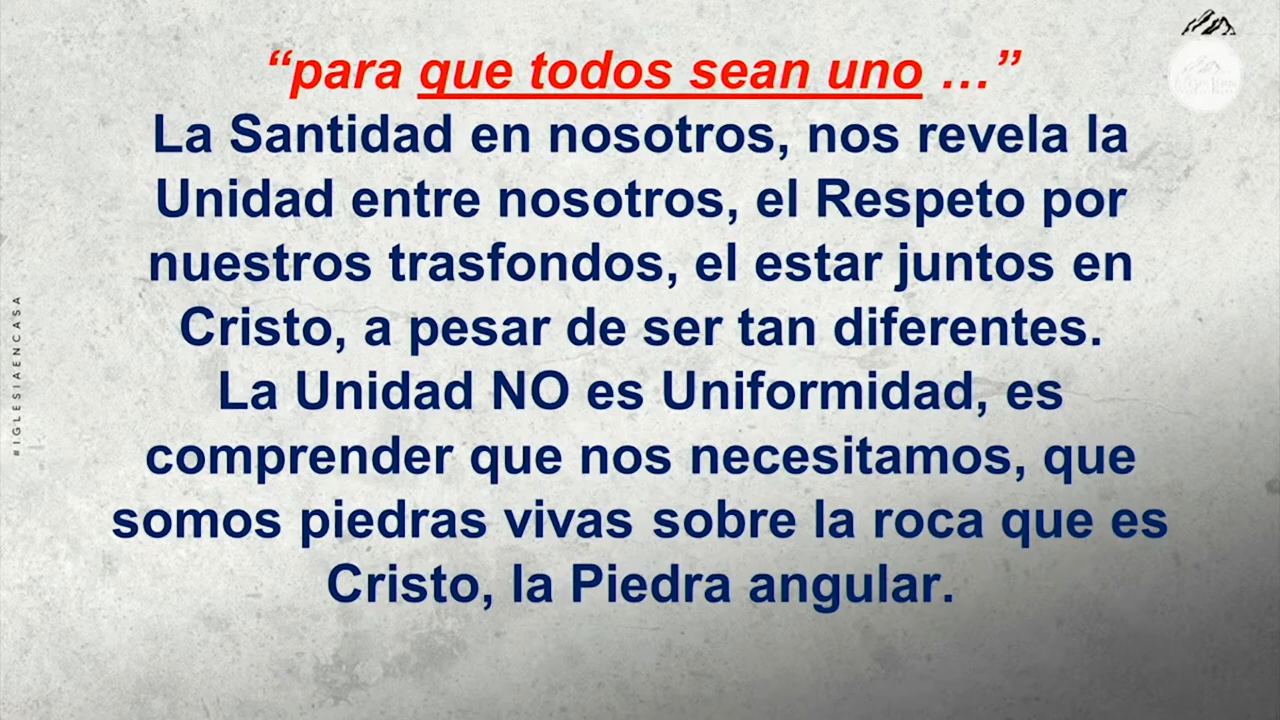 “para que todos sean uno ...”
La Santidad en nosotros, nos revela la
Unidad entre nosotros, el Respeto por
nuestros trasfondos, el estar juntos en
Cristo, a pesar de ser tan diferentes.
La Unidad NO es Uniformidad, es
comprender que nos necesitamos, que
somos piedras vivas sobre la roca que es
Cristo, la Piedra angular.
#IGLESIAENCASA